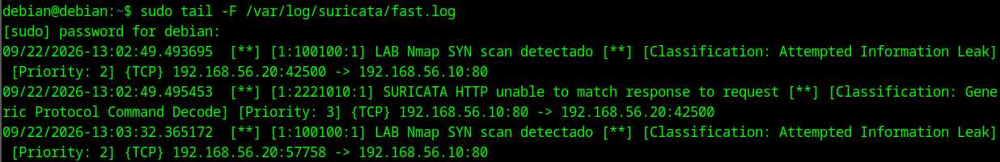 debian@debian:~$ sudo tail -F /var/log/suricata/fast.log
[sudo] password for debian:
09/22/2026-13:02:49.493695  [**] [1:100100:1] LAB Nmap SYN scan detectado [**] [Classification: Attempted Information Leak]
 [Priority: 2] {TCP} 192.168.56.20:42500 -> 192.168.56.10:80
09/22/2026-13:02:49.495453  [**] [1:2221010:1] SURICATA HTTP unable to match response to request [**] [Classification: Gene
ric Protocol Command Decode] [Priority: 3] {TCP} 192.168.56.10:80 -> 192.168.56.20:42500
09/22/2026-13:03:32.365172  [**] [1:100100:1] LAB Nmap SYN scan detectado [**] [Classification: Attempted Information Leak]
 [Priority: 2] {TCP} 192.168.56.20:57758 -> 192.168.56.10:80